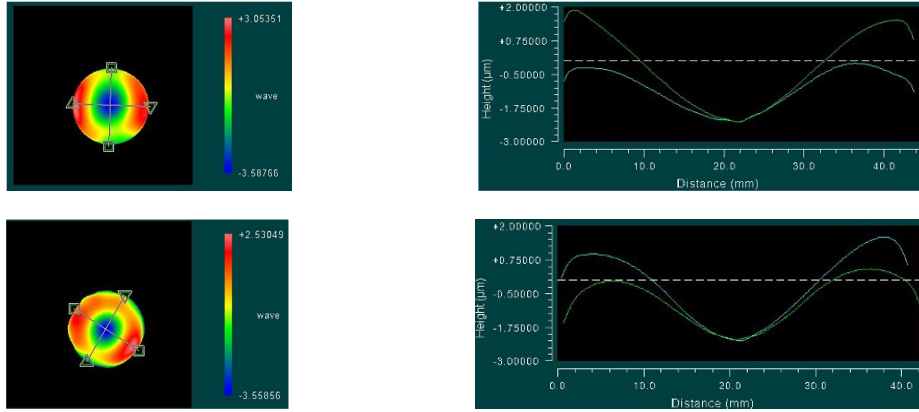 +3.05351
wave
-3.58766
+2.00000
+0.75000
-0.50000
-1.75000
-3.00000
Height (µm)
0.0 10.0 20.0 30.0 40.0
Distance (mm)
+2.53049
wave
-3.55856
+2.00000
+0.75000
-0.50000
-1.75000
-3.00000
Height (µm)
0.0 10.0 20.0 30.0 40.0
Distance (mm)